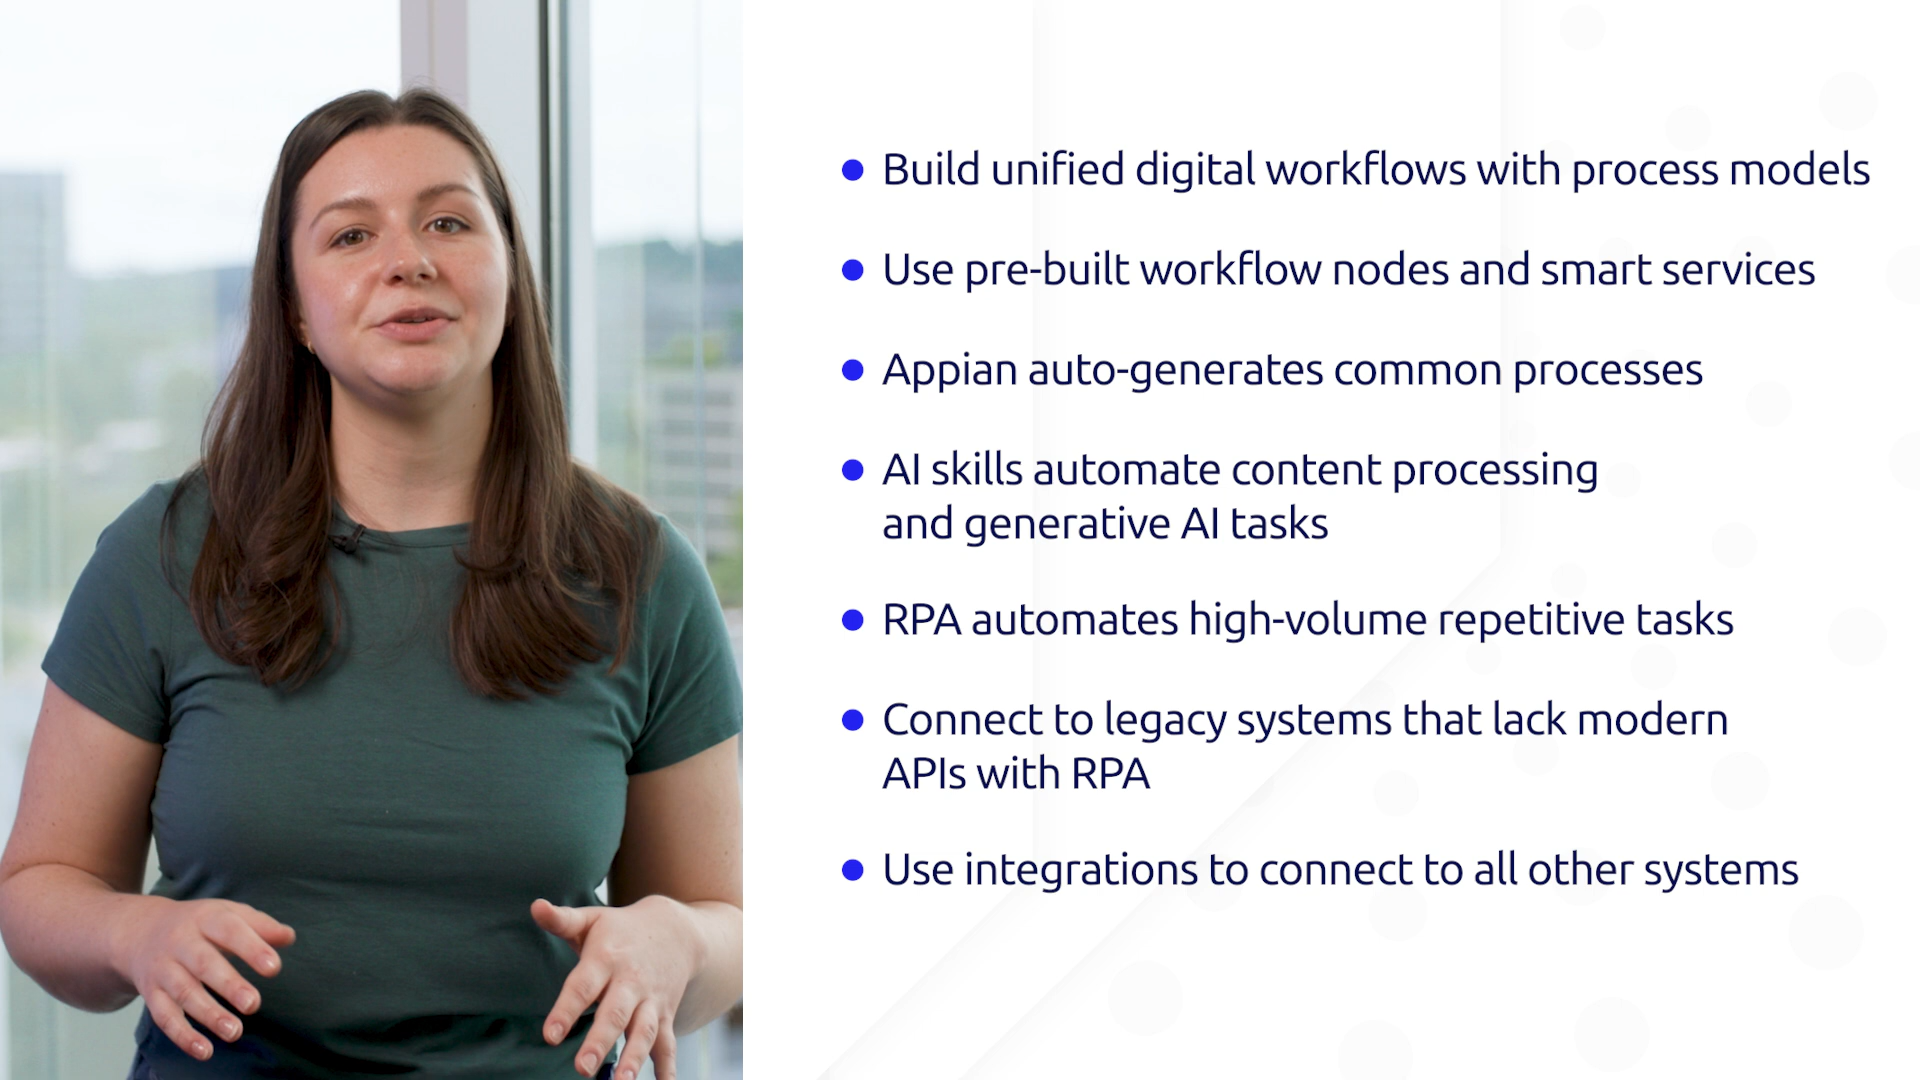 Build unified digital workflows with process models
Use pre-built workflow nodes and smart services
Appian auto-generates common processes
AI skills automate content processing
and generative AI tasks
RPA automates high-volume repetitive tasks
Connect to legacy systems that lack modern
APIs with RPA
Use integrations to connect to all other systems